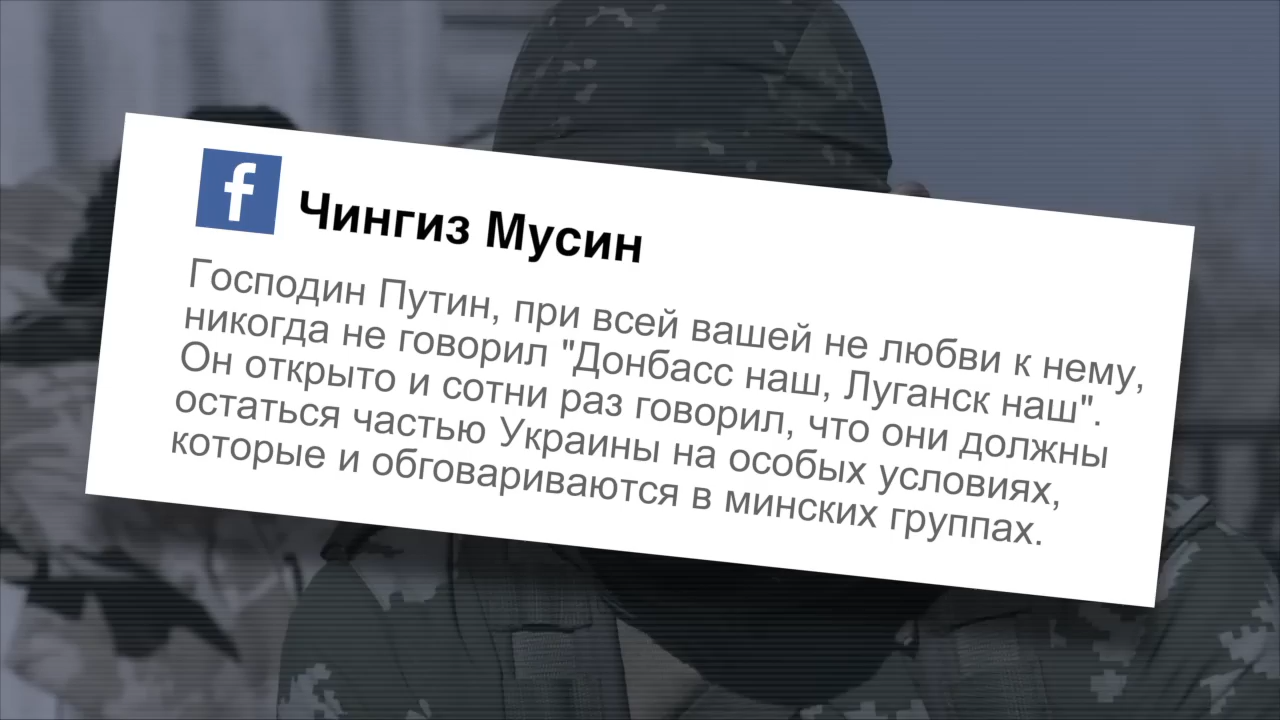 f
Чингиз Мусин
Господин Путин, при всей вашей не любви к нему,
никогда не говорил "Донбасс наш, Луганск наш".
Он открыто и сотни раз говорил, что они должны
остаться частью Украины на особых условиях,
которые и обговариваются в минских группах.